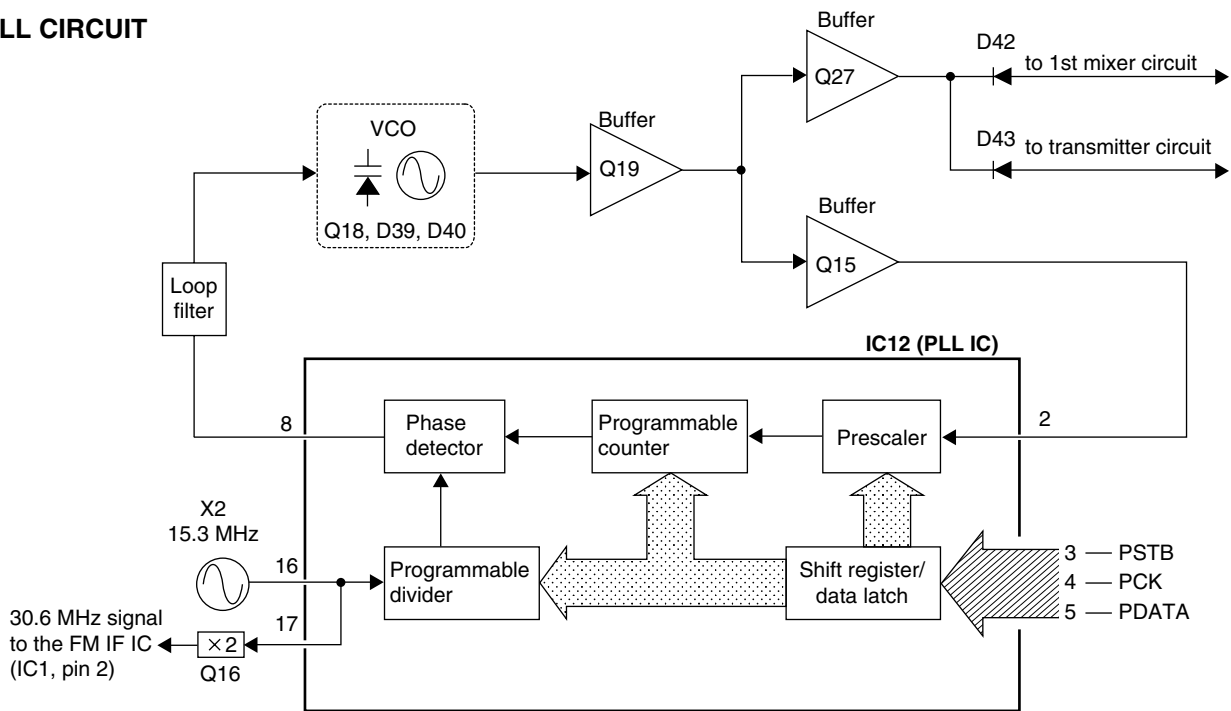 LL CIRCUIT
Buffer
Q27
D42
to 1st mixer circuit
D43
to transmitter circuit
VCO
Q18, D39, D40
Buffer
Q19
Buffer
Q15
Loop
filter
IC12 (PLL IC)
8
Phase
detector
Programmable
counter
Prescaler
2
X2
15.3 MHz
16
Programmable
divider
Shift register/
data latch
3 — PSTB
4 — PCK
5 — PDATA
17
30.6 MHz signal
to the FM IF IC
(IC1, pin 2)
×2
Q16